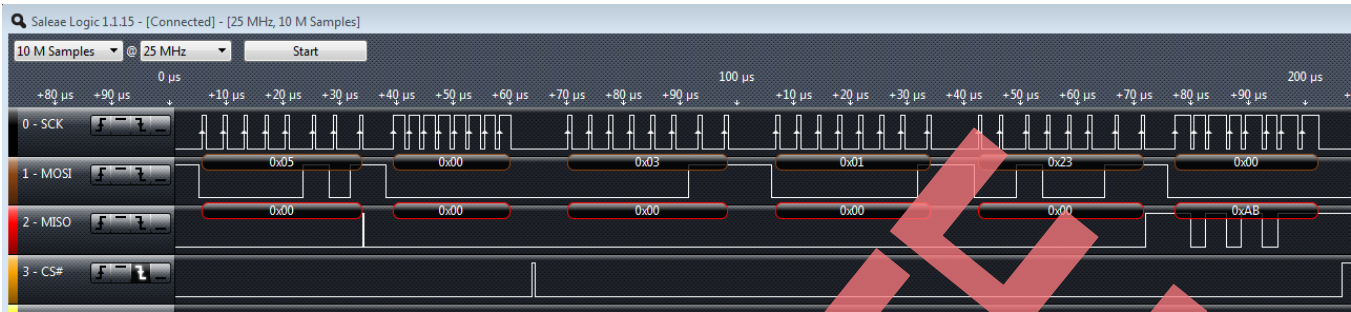 Saleae Logic 1.1.15 - [Connected] - [25 MHz, 10 M Samples]
10 M Samples @ 25 MHz Start
0 µs 100 µs 200 µs
+80 µs +90 µs +10 µs +20 µs +30 µs +40 µs +50 µs +60 µs +70 µs +80 µs +90 µs +10 µs +20 µs +30 µs +40 µs +50 µs +60 µs +70 µs +80 µs +90 µs +
0 - SCK
0x05 0x00 0x03 0x01 0x23 0x00
1 - MOSI
0x00 0x00 0x00 0x00 0x00 0xAB
2 - MISO
3 - CS#